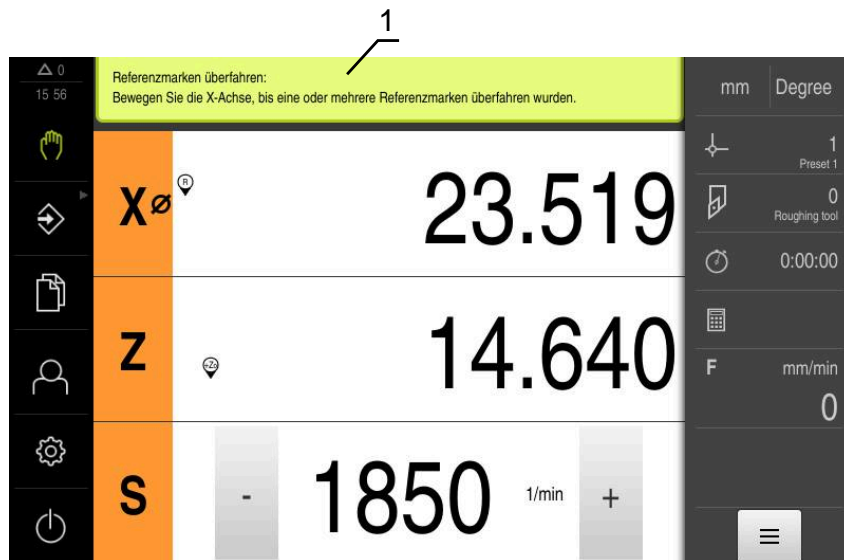 1
△ 0
15 56
Referenzmarken überfahren:
Bewegen Sie die X-Achse, bis eine oder mehrere Referenzmarken überfahren wurden.
mm Degree
X⌀ R 23.519
1
Preset 1
0
Roughing tool
0:00:00
Z +Z0 14.640
F mm/min
0
S - 1850 1/min +